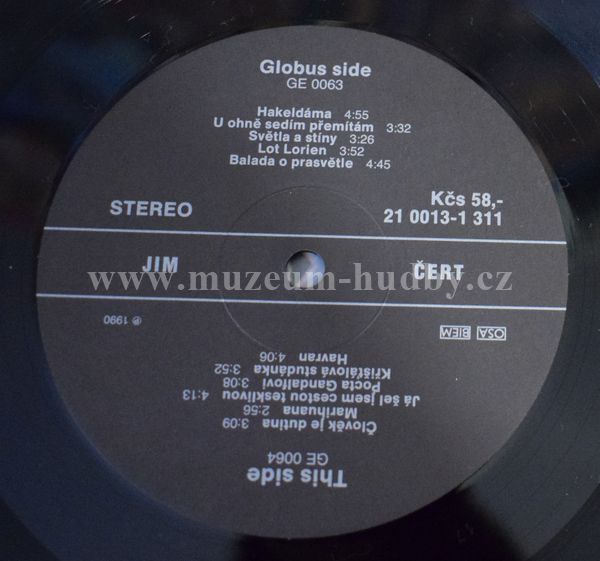 Globus side
GE 0063
Hakeldáma 4:55
U ohně sedím přemítám 3:32
Světla a stíny 3:26
Lot Lorien 3:52
Balada o prasvětle 4:45
STEREO
Kčs 58,-
21 0013-1 311
JIM ČERT
www.muzeum-hudby.cz
This side
GE 0064
Člověk je dutina 3:09
Marihuana 2:56
Já šel jsem cestou tesklivou 4:13
Pocta Gandalfovi 3:08
Křišťálová studánka 3:52
Havran 4:06
OSA BIEM
℗ 1990